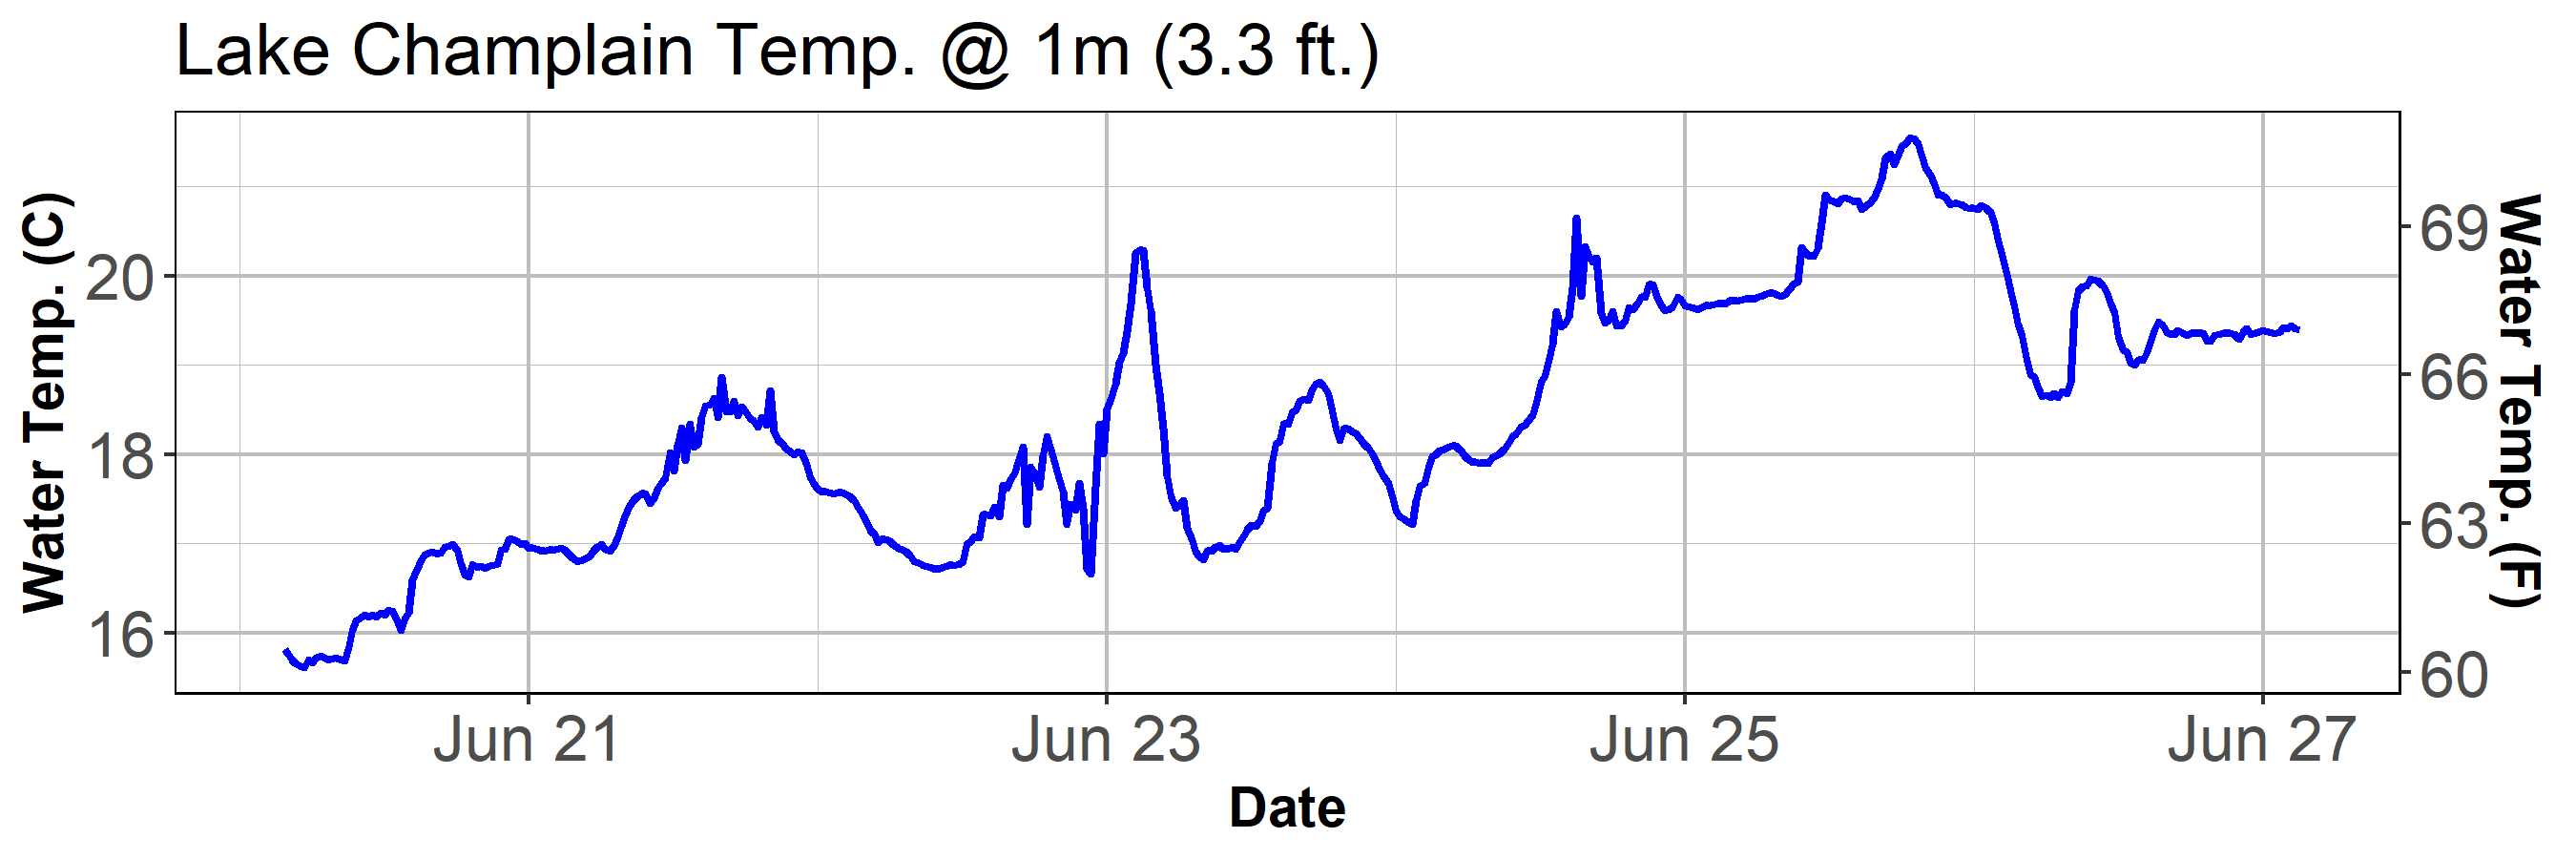 Lake Champlain Temp. @ 1m (3.3 ft.)
Water Temp. (C)
20
18
16
69
66
63
60
Water Temp. (F)
Jun 21
Jun 23
Jun 25
Jun 27
Date